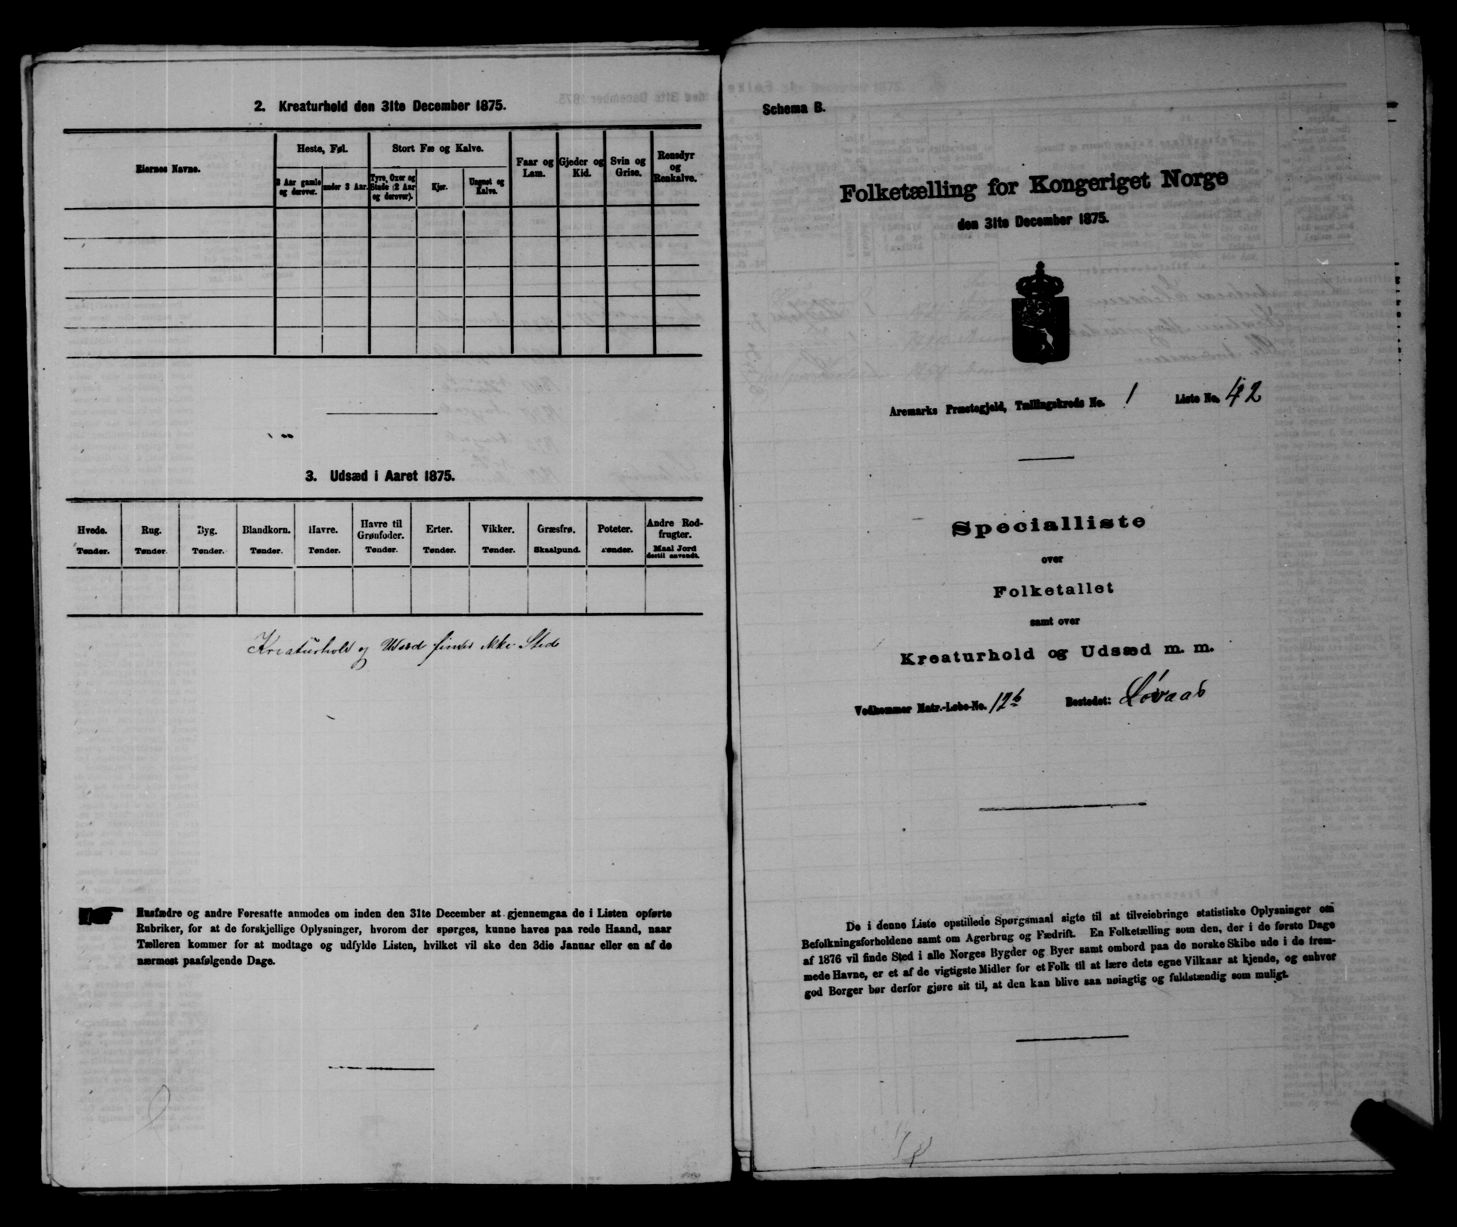 2. Kreaturhold den 31te December 1875.
Eiernes Navne.
Heste, Føl.
Stort Fæ og Kalve.
Faar og Lam.
Gjeder og Kid.
Svin og Grise.
Rensdyr og Renkalve.
3 Aar gamle og derover.
under 3 Aar.
Tyre, Oxer og Stude (2 Aar og derover).
Kjør.
Ungnøt og Kalve.
3. Udsæd i Aaret 1875.
Hvede. Rug. Byg. Blandkorn. Havre. Havre til Grønfoder. Erter. Vikker. Græsfrø. Poteter. Andre Rodfrugter.
Tønder. Tønder. Tønder. Tønder. Tønder. Tønder. Tønder. Tønder. Skaalpund. Tønder. Maal Jord dertil anvendt.
Kreaturhold og Udsæd finder ikke Sted
Husfædre og andre Foresatte anmodes om inden den 31te December at gjennemgaa de i Listen opførte
Rubriker, for at de forskjellige Oplysninger, hvorom der spørges, kunne haves paa rede Haand, naar
Tælleren kommer for at modtage og udfylde Listen, hvilket vil ske den 3die Januar eller en af de
nærmest paafølgende Dage.
Schema B.
Folketælling for Kongeriget Norge
den 31te December 1875.
Aremarks Præstegjeld, Tællingskreds No. 1 Liste No. 42
Specialliste
over
Folketallet
samt over
Kreaturhold og Udsæd m. m.
Vedkommer Matr.-Løbe-No. 12b Bostedet: Løvaas
De i denne Liste opstillede Spørgsmaal sigte til at tilveiebringe statistiske Oplysninger om
Befolkningsforholdene samt om Agerbrug og Fædrift. En Folketælling som den, der i de første Dage
af 1876 vil finde Sted i alle Norges Bygder og Byer samt ombord paa de norske Skibe ude i de frem-
mede Havne, er et af de vigtigste Midler for et Folk til at lære dets egne Vilkaar at kjende, og enhver
god Borger bør derfor gjøre sit til, at den kan blive saa nøiagtig og fuldstændig som muligt.